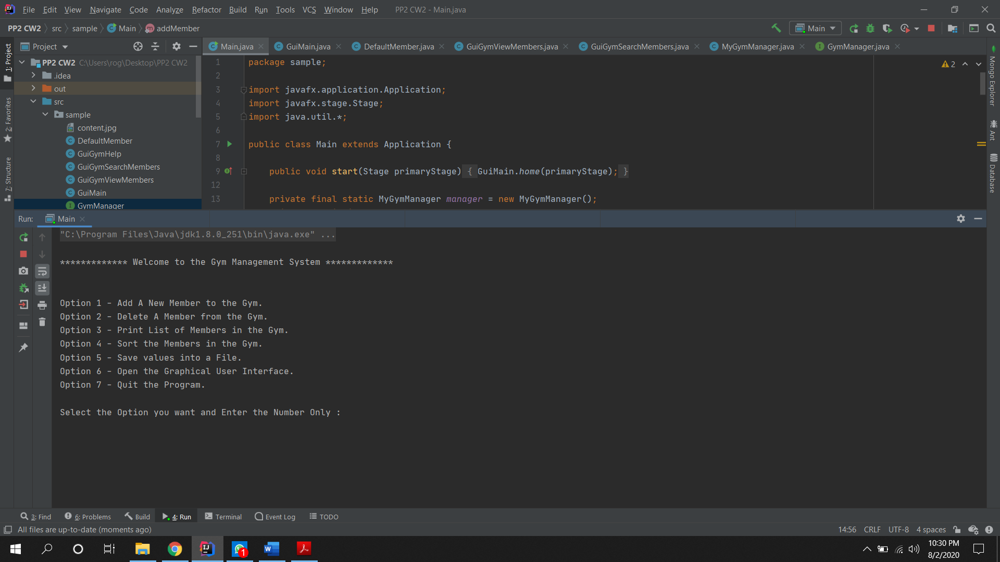 File Edit View Navigate Code Analyze Refactor Build Run Tools VCS Window Help PP2 CW2 - Main.java
PP2 CW2 src sample Main addMember Main
Project Main.java GuiMain.java DefaultMember.java GuiGymViewMembers.java GuiGymSearchMembers.java MyGymManager.java GymManager.java
1: Project
2: Favorites
7: Structure
PP2 CW2 C:\Users\rog\Desktop\PP2 CW2
.idea
out
src
sample
content.jpg
DefaultMember
GuiGymHelp
GuiGymSearchMembers
GuiGymViewMembers
GuiMain
GymManager
1 package sample;
2
3 import javafx.application.Application;
4 import javafx.stage.Stage;
5 import java.util.*;
6
7 public class Main extends Application {
8
9 public void start(Stage primaryStage) { GuiMain.home(primaryStage); }
12
13 private final static MyGymManager manager = new MyGymManager();
2
Mongo Explorer
Ant
Database
Run: Main
"C:\Program Files\Java\jdk1.8.0_251\bin\java.exe" ...
************* Welcome to the Gym Management System *************
Option 1 - Add A New Member to the Gym.
Option 2 - Delete A Member from the Gym.
Option 3 - Print List of Members in the Gym.
Option 4 - Sort the Members in the Gym.
Option 5 - Save values into a File.
Option 6 - Open the Graphical User Interface.
Option 7 - Quit the Program.
Select the Option you want and Enter the Number Only :
3: Find 6: Problems Build 4: Run Terminal Event Log TODO
All files are up-to-date (moments ago) 14:56 CRLF UTF-8 4 spaces
1
10:30 PM
8/2/2020